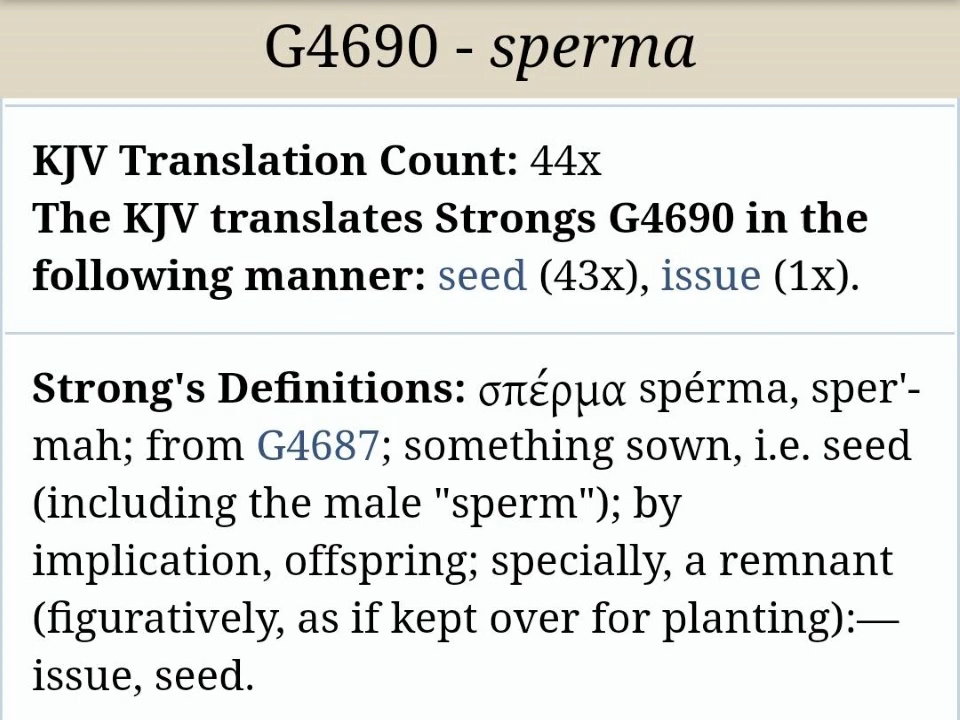 G4690 - sperma
KJV Translation Count: 44x
The KJV translates Strongs G4690 in the
following manner: seed (43x), issue (1x).
Strong's Definitions: σπέρμα spérma, sper'-
mah; from G4687; something sown, i.e. seed
(including the male "sperm"); by
implication, offspring; specially, a remnant
(figuratively, as if kept over for planting):—
issue, seed.